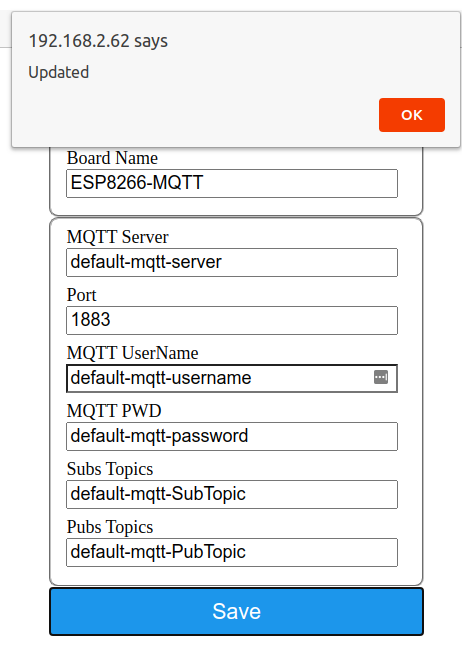 192.168.2.62 says
Updated
OK
Board Name
ESP8266-MQTT
MQTT Server
default-mqtt-server
Port
1883
MQTT UserName
default-mqtt-username
MQTT PWD
default-mqtt-password
Subs Topics
default-mqtt-SubTopic
Pubs Topics
default-mqtt-PubTopic
Save